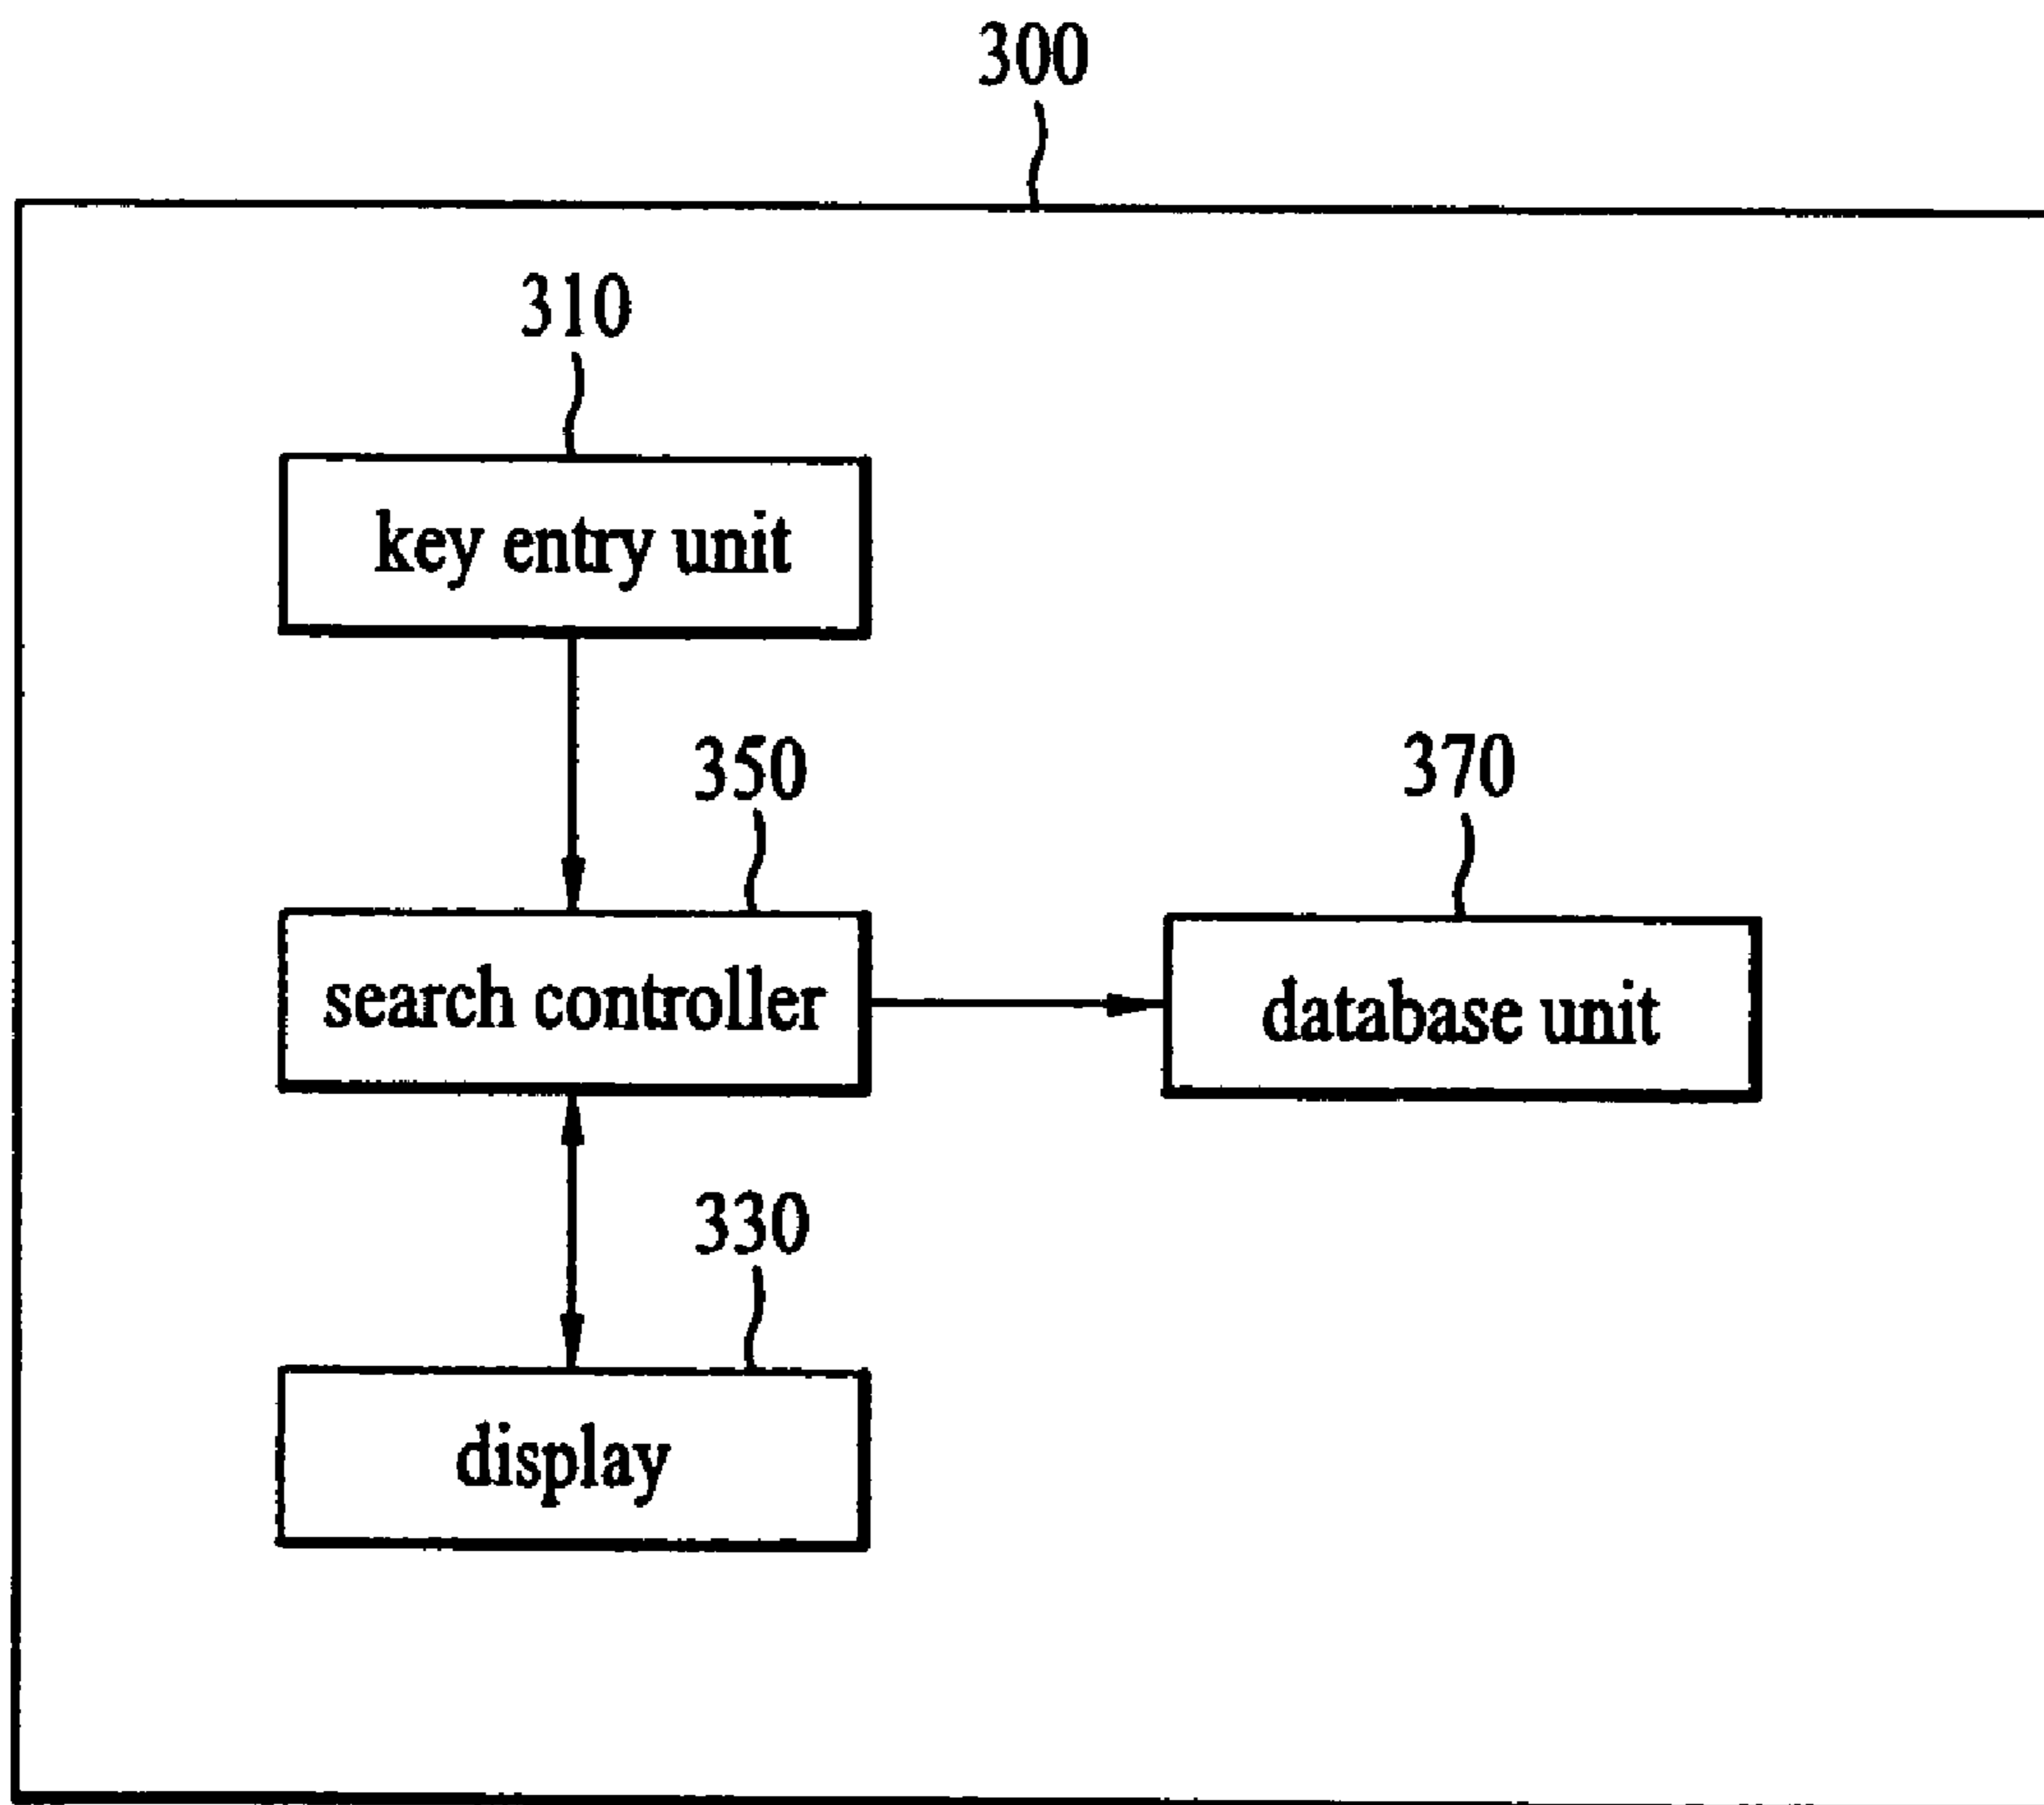 300
310
key entry unit
350
370
search controller
database unit
330
display